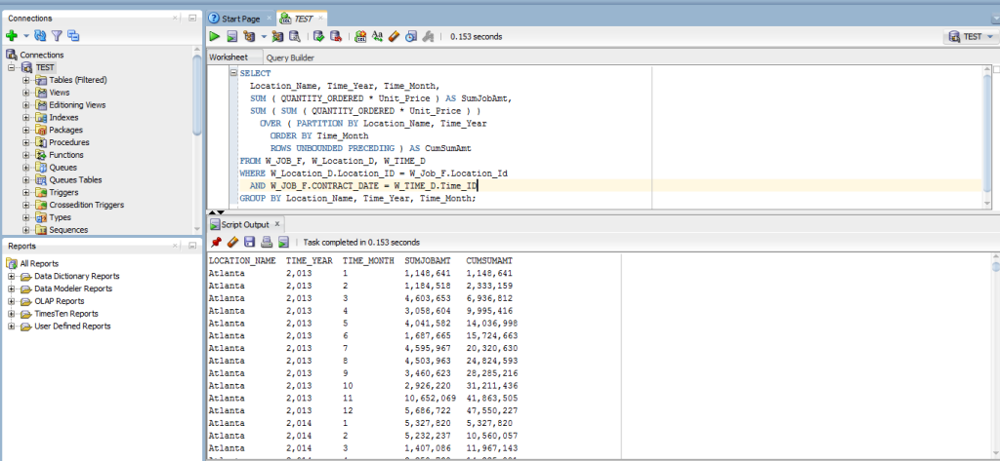 Connections
Connections
TEST
Tables (Filtered)
Views
Editioning Views
Indexes
Packages
Procedures
Functions
Queues
Queues Tables
Triggers
Crossedition Triggers
Types
Sequences
Reports
All Reports
Data Dictionary Reports
Data Modeler Reports
OLAP Reports
TimesTen Reports
User Defined Reports
Start Page TEST
0.153 seconds TEST
Worksheet Query Builder
SELECT
Location_Name, Time_Year, Time_Month,
SUM ( QUANTITY_ORDERED * Unit_Price ) AS SumJobAmt,
SUM ( SUM ( QUANTITY_ORDERED * Unit_Price ) )
OVER ( PARTITION BY Location_Name, Time_Year
ORDER BY Time_Month
ROWS UNBOUNDED PRECEDING ) AS CumSumAmt
FROM W_JOB_F, W_Location_D, W_TIME_D
WHERE W_Location_D.Location_ID = W_Job_F.Location_Id
AND W_JOB_F.CONTRACT_DATE = W_TIME_D.Time_ID
GROUP BY Location_Name, Time_Year, Time_Month;
Script Output x
Task completed in 0.153 seconds
LOCATION_NAME TIME_YEAR TIME_MONTH SUMJOBAMT CUMSUMAMT
Atlanta 2,013 1 1,148,641 1,148,641
Atlanta 2,013 2 1,184,518 2,333,159
Atlanta 2,013 3 4,603,653 6,936,812
Atlanta 2,013 4 3,058,604 9,995,416
Atlanta 2,013 5 4,041,582 14,036,998
Atlanta 2,013 6 1,687,665 15,724,663
Atlanta 2,013 7 4,595,967 20,320,630
Atlanta 2,013 8 4,503,963 24,824,593
Atlanta 2,013 9 3,460,623 28,285,216
Atlanta 2,013 10 2,926,220 31,211,436
Atlanta 2,013 11 10,652,069 41,863,505
Atlanta 2,013 12 5,686,722 47,550,227
Atlanta 2,014 1 5,327,820 5,327,820
Atlanta 2,014 2 5,232,237 10,560,057
Atlanta 2,014 3 1,407,086 11,967,143